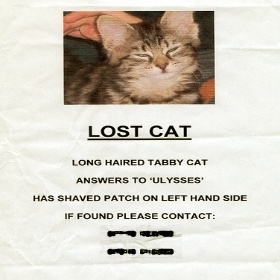 LOST CAT
LONG HAIRED TABBY CAT
ANSWERS TO ‘ULYSSES’
HAS SHAVED PATCH ON LEFT HAND SIDE
IF FOUND PLEASE CONTACT: